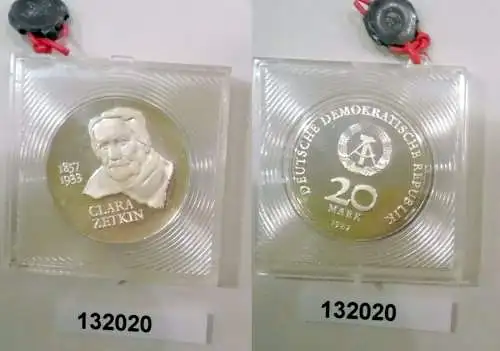 1857
1933
CLARA
ZETKIN
132020
DEUTSCHE DEMOKRATISCHE REPUBLIK
20
MARK
132020